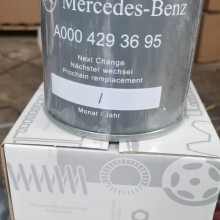 Mercedes-Benz
A000 429 36 95
Next Change
Nächster wechsel
Prochain remplacement
/
Monat / Jahr